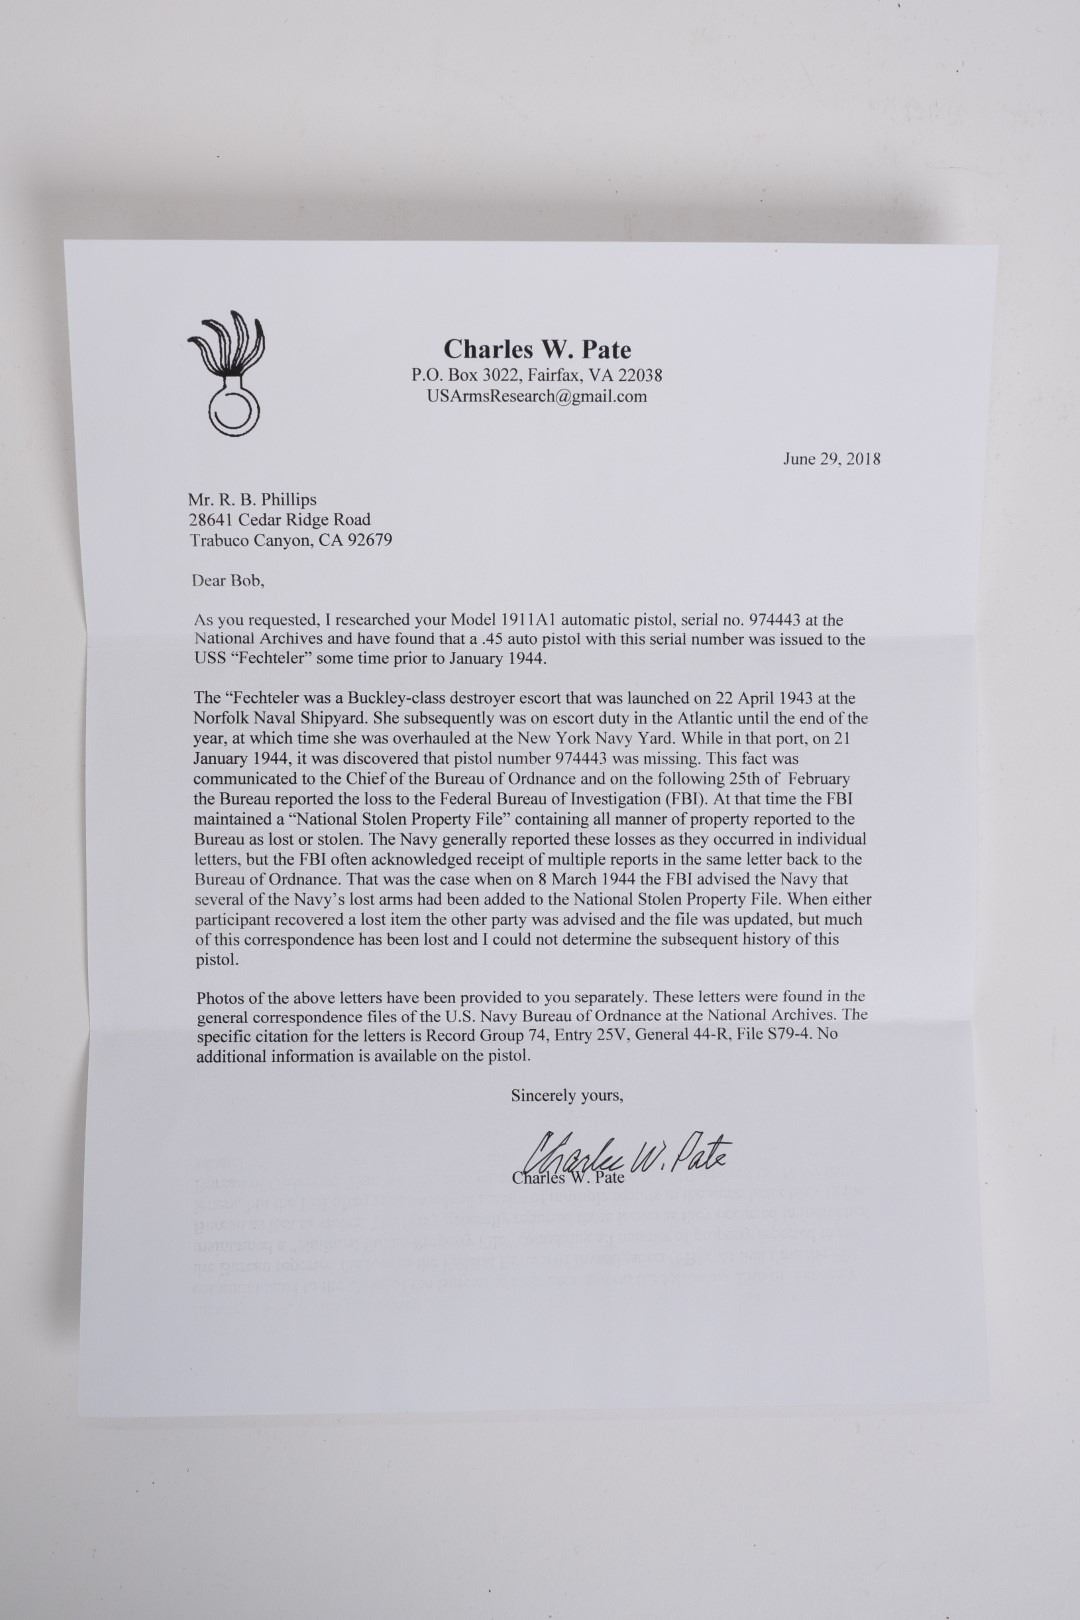 Charles W. Pate
P.O. Box 3022, Fairfax, VA 22038
USArmsResearch@gmail.com
June 29, 2018
Mr. R. B. Phillips
28641 Cedar Ridge Road
Trabuco Canyon, CA 92679
Dear Bob,
As you requested, I researched your Model 1911A1 automatic pistol, serial no. 974443 at the
National Archives and have found that a .45 auto pistol with this serial number was issued to the
USS “Fechteler” some time prior to January 1944.
The “Fechteler was a Buckley-class destroyer escort that was launched on 22 April 1943 at the
Norfolk Naval Shipyard. She subsequently was on escort duty in the Atlantic until the end of the
year, at which time she was overhauled at the New York Navy Yard. While in that port, on 21
January 1944, it was discovered that pistol number 974443 was missing. This fact was
communicated to the Chief of the Bureau of Ordnance and on the following 25th of February
the Bureau reported the loss to the Federal Bureau of Investigation (FBI). At that time the FBI
maintained a “National Stolen Property File” containing all manner of property reported to the
Bureau as lost or stolen. The Navy generally reported these losses as they occurred in individual
letters, but the FBI often acknowledged receipt of multiple reports in the same letter back to the
Bureau of Ordnance. That was the case when on 8 March 1944 the FBI advised the Navy that
several of the Navy’s lost arms had been added to the National Stolen Property File. When either
participant recovered a lost item the other party was advised and the file was updated, but much
of this correspondence has been lost and I could not determine the subsequent history of this
pistol.
Photos of the above letters have been provided to you separately. These letters were found in the
general correspondence files of the U.S. Navy Bureau of Ordnance at the National Archives. The
specific citation for the letters is Record Group 74, Entry 25V, General 44-R, File S79-4. No
additional information is available on the pistol.
Sincerely yours,
Charles W. Pate
Charles W. Pate